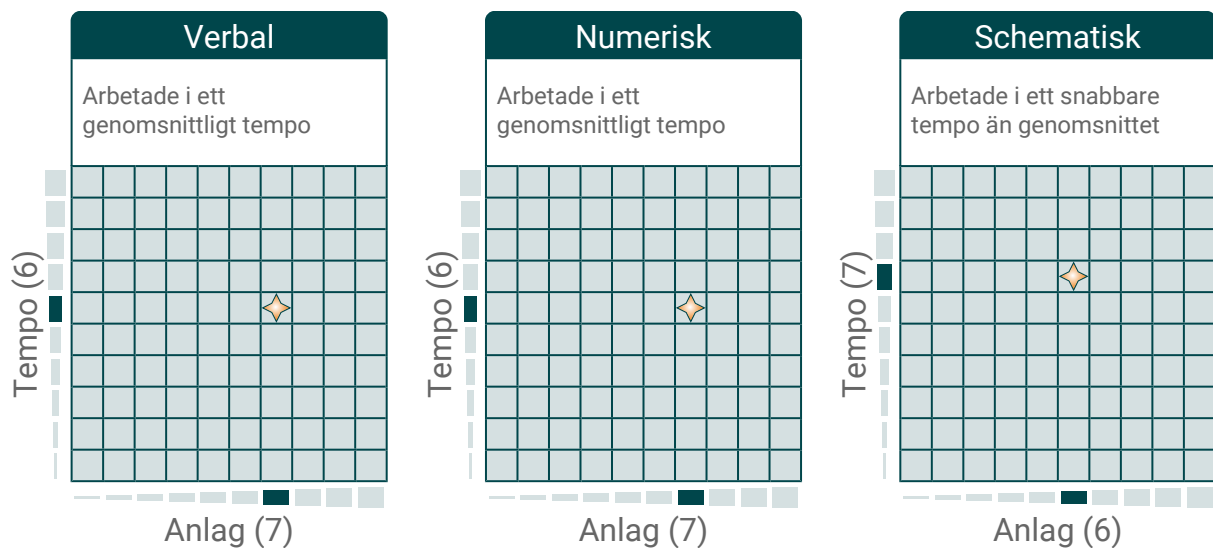 Verbal
Arbetade i ett
genomsnittligt tempo
Tempo (6)
Anlag (7)
Numerisk
Arbetade i ett
genomsnittligt tempo
Tempo (6)
Anlag (7)
Schematisk
Arbetade i ett snabbare
tempo än genomsnittet
Tempo (7)
Anlag (6)